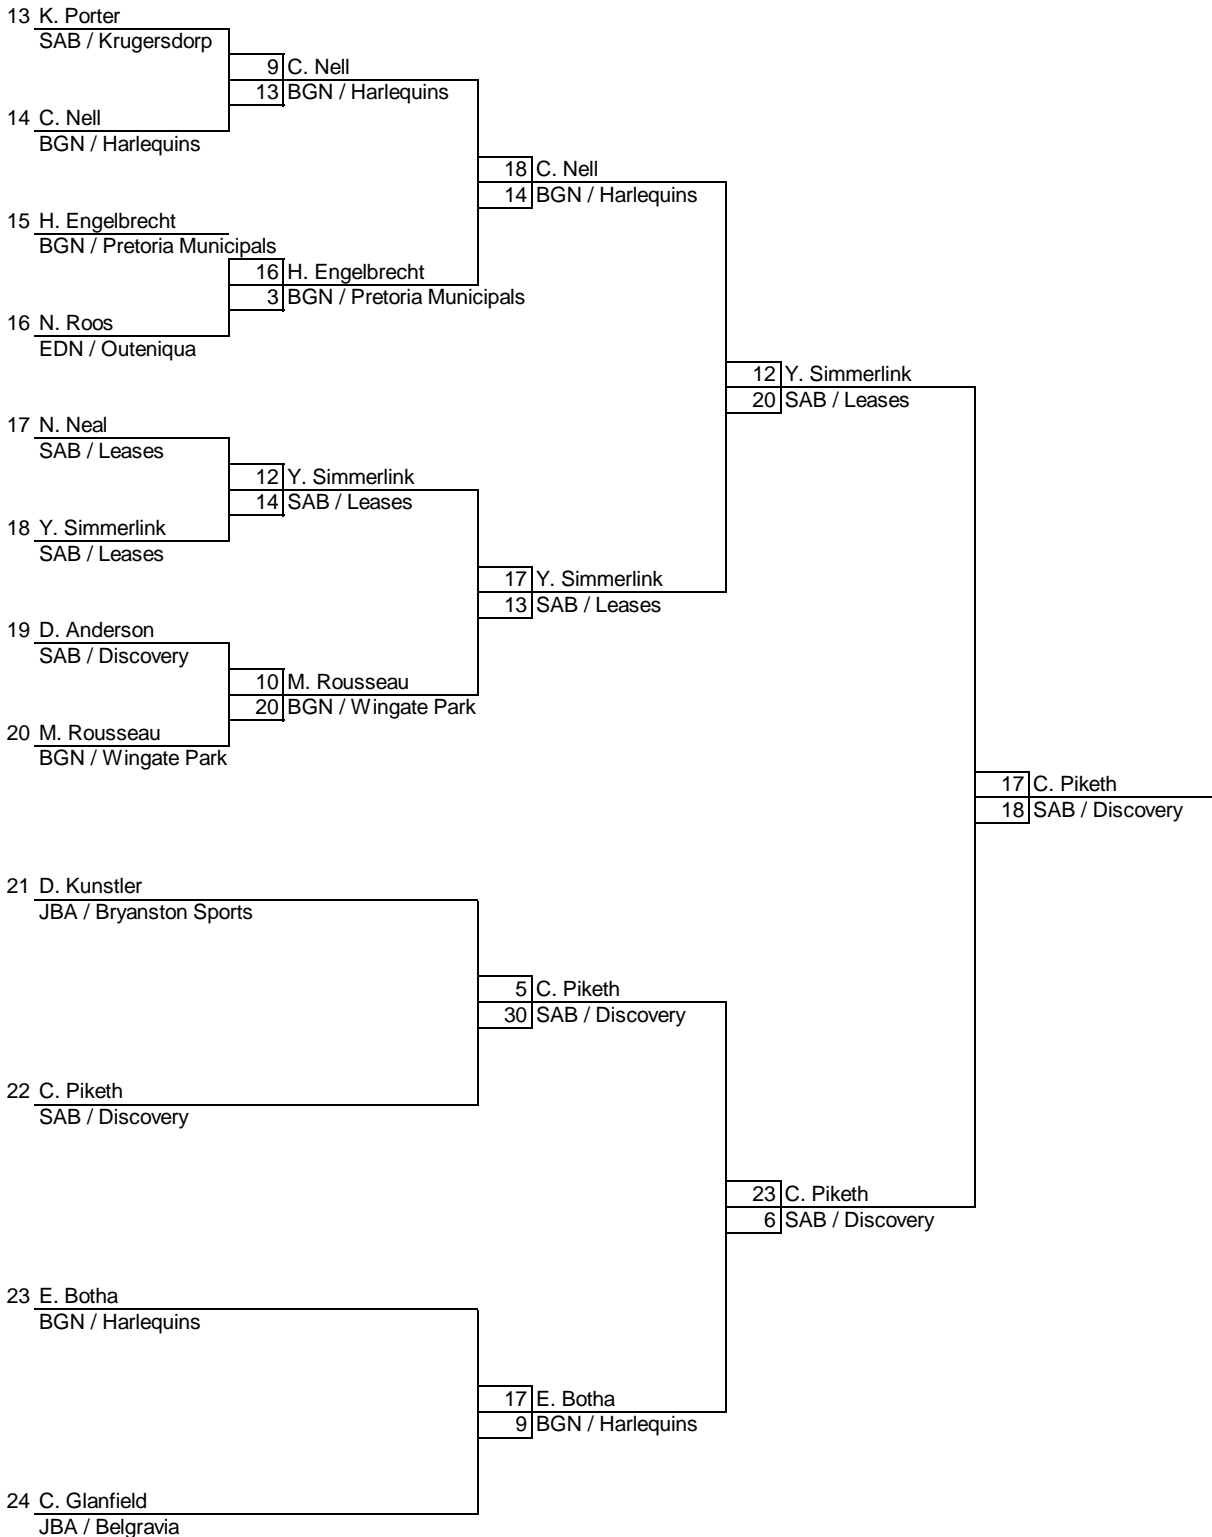 13 K. Porter
SAB / Krugersdorp
9 C. Nell
13 BGN / Harlequins
14 C. Nell
BGN / Harlequins
18 C. Nell
14 BGN / Harlequins
15 H. Engelbrecht
BGN / Pretoria Municipals
16 H. Engelbrecht
3 BGN / Pretoria Municipals
16 N. Roos
EDN / Outeniqua
12 Y. Simmerlink
20 SAB / Leases
17 N. Neal
SAB / Leases
12 Y. Simmerlink
14 SAB / Leases
18 Y. Simmerlink
SAB / Leases
17 Y. Simmerlink
13 SAB / Leases
19 D. Anderson
SAB / Discovery
10 M. Rousseau
20 BGN / Wingate Park
20 M. Rousseau
BGN / Wingate Park
17 C. Piketh
18 SAB / Discovery
21 D. Kunstler
JBA / Bryanston Sports
5 C. Piketh
30 SAB / Discovery
22 C. Piketh
SAB / Discovery
23 C. Piketh
6 SAB / Discovery
23 E. Botha
BGN / Harlequins
17 E. Botha
9 BGN / Harlequins
24 C. Glanfield
JBA / Belgravia